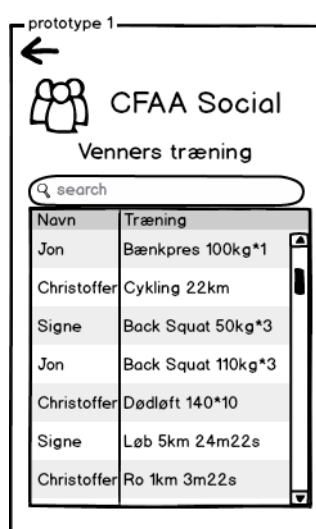 prototype 1
CFAA Social
Venners træning
search
Navn Træning
Jon Bænkpres 100kg*1
Christoffer Cykling 22km
Signe Back Squat 50kg*3
Jon Back Squat 110kg*3
Christoffer Dødløft 140*10
Signe Løb 5km 24m22s
Christoffer Ro 1km 3m22s